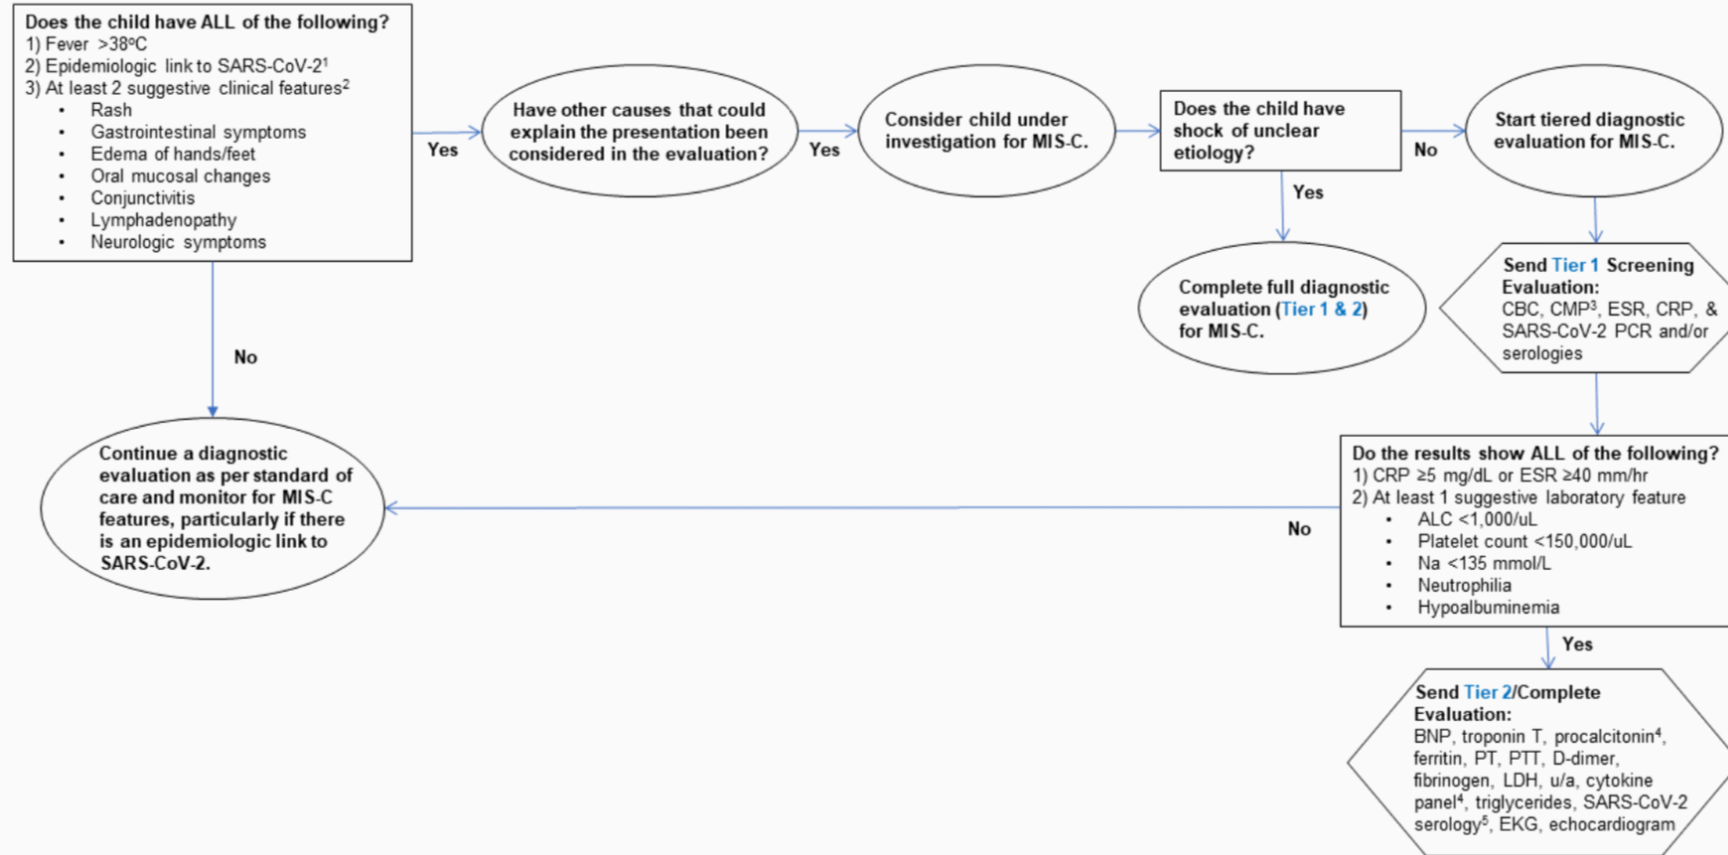 Does the child have ALL of the following?
1) Fever >38ºC
2) Epidemiologic link to SARS-CoV-2¹
3) At least 2 suggestive clinical features²
• Rash
• Gastrointestinal symptoms
• Edema of hands/feet
• Oral mucosal changes
• Conjunctivitis
• Lymphadenopathy
• Neurologic symptoms
Yes
Have other causes that could
explain the presentation been
considered in the evaluation?
Yes
Consider child under
investigation for MIS-C.
Does the child have
shock of unclear
etiology?
No
Start tiered diagnostic
evaluation for MIS-C.
Yes
Complete full diagnostic
evaluation (Tier 1 & 2)
for MIS-C.
Send Tier 1 Screening
Evaluation:
CBC, CMP³, ESR, CRP, &
SARS-CoV-2 PCR and/or
serologies
No
Continue a diagnostic
evaluation as per standard of
care and monitor for MIS-C
features, particularly if there
is an epidemiologic link to
SARS-CoV-2.
Do the results show ALL of the following?
1) CRP ≥5 mg/dL or ESR ≥40 mm/hr
2) At least 1 suggestive laboratory feature
• ALC <1,000/uL
• Platelet count <150,000/uL
• Na <135 mmol/L
• Neutrophilia
• Hypoalbuminemia
No
Yes
Send Tier 2/Complete
Evaluation:
BNP, troponin T, procalcitonin⁴,
ferritin, PT, PTT, D-dimer,
fibrinogen, LDH, u/a, cytokine
panel⁴, triglycerides, SARS-CoV-2
serology⁵, EKG, echocardiogram